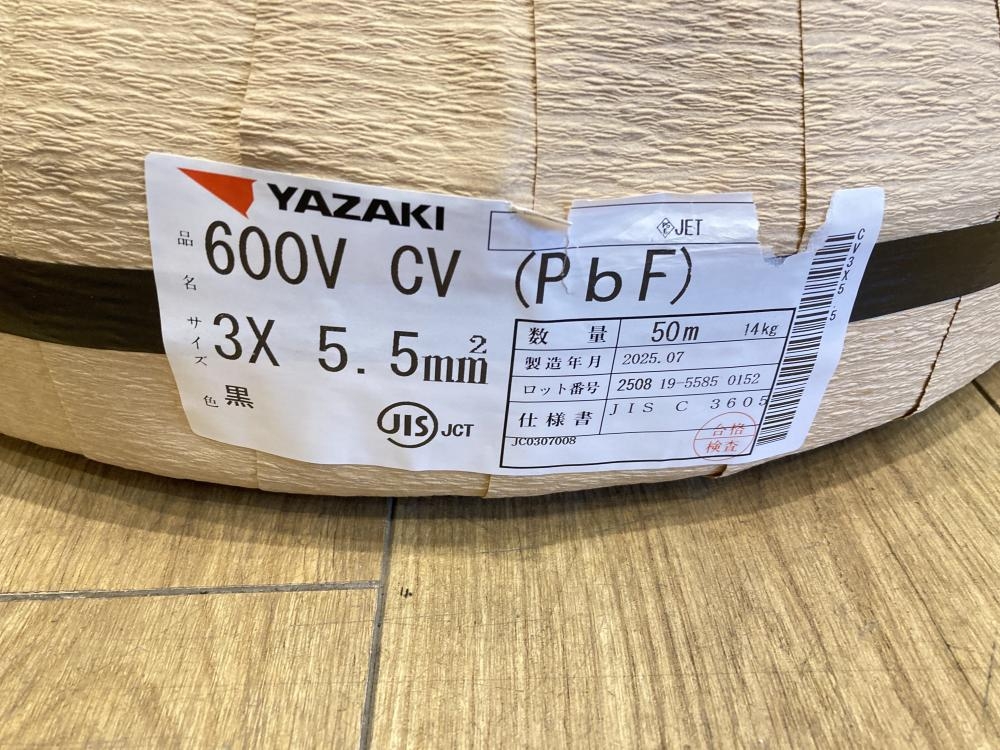 YAZAKI
品名 600V CV (PbF)
PS E JET
サイズ 3X 5.5mm²
色 黒
JIS JCT
数量 50m 14kg
製造年月 2025.07
ロット番号 2508 19-5585 0152
仕様書 JIS C 3605
JC0307008
合格
検査
CV3X5.5